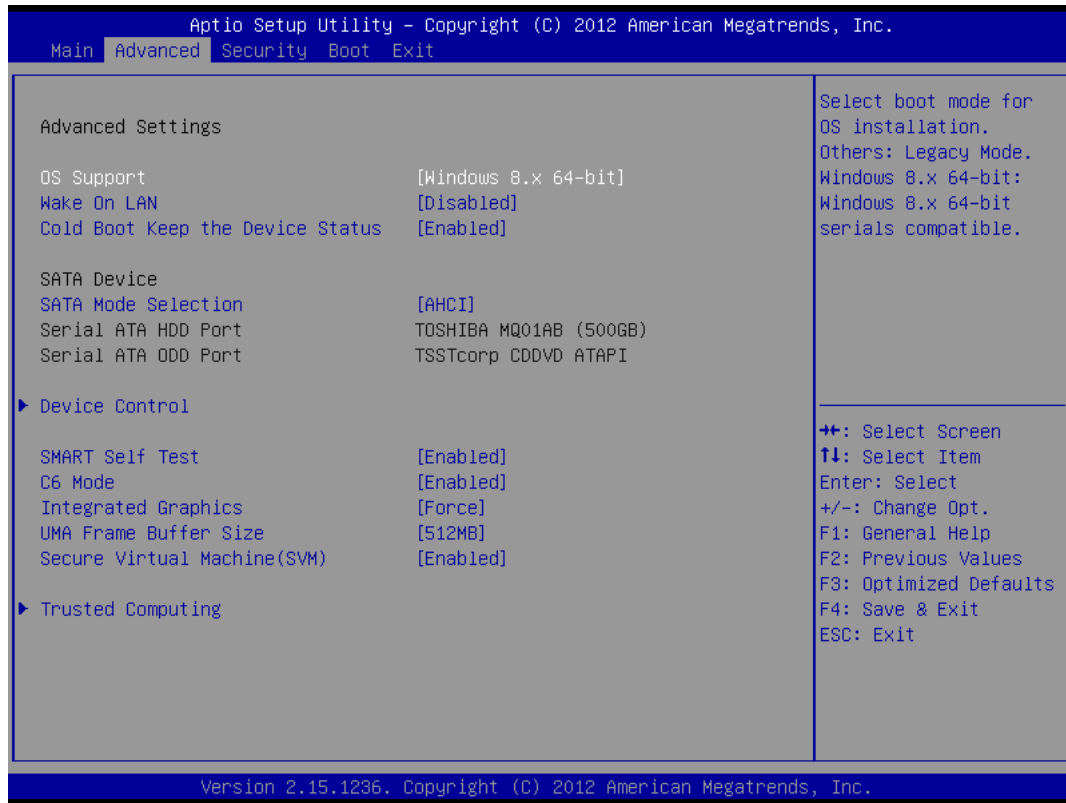 Aptio Setup Utility – Copyright (C) 2012 American Megatrends, Inc.
Main Advanced Security Boot Exit
Advanced Settings
OS Support [Windows 8.x 64-bit]
Wake On LAN [Disabled]
Cold Boot Keep the Device Status [Enabled]
SATA Device
SATA Mode Selection [AHCI]
Serial ATA HDD Port TOSHIBA MQ01AB (500GB)
Serial ATA ODD Port TSSTcorp CDDVD ATAPI
▶ Device Control
SMART Self Test [Enabled]
C6 Mode [Enabled]
Integrated Graphics [Force]
UMA Frame Buffer Size [512MB]
Secure Virtual Machine(SVM) [Enabled]
▶ Trusted Computing
Select boot mode for
OS installation.
Others: Legacy Mode.
Windows 8.x 64-bit:
Windows 8.x 64-bit
serials compatible.
→←: Select Screen
↑↓: Select Item
Enter: Select
+/-: Change Opt.
F1: General Help
F2: Previous Values
F3: Optimized Defaults
F4: Save & Exit
ESC: Exit
Version 2.15.1236. Copyright (C) 2012 American Megatrends, Inc.